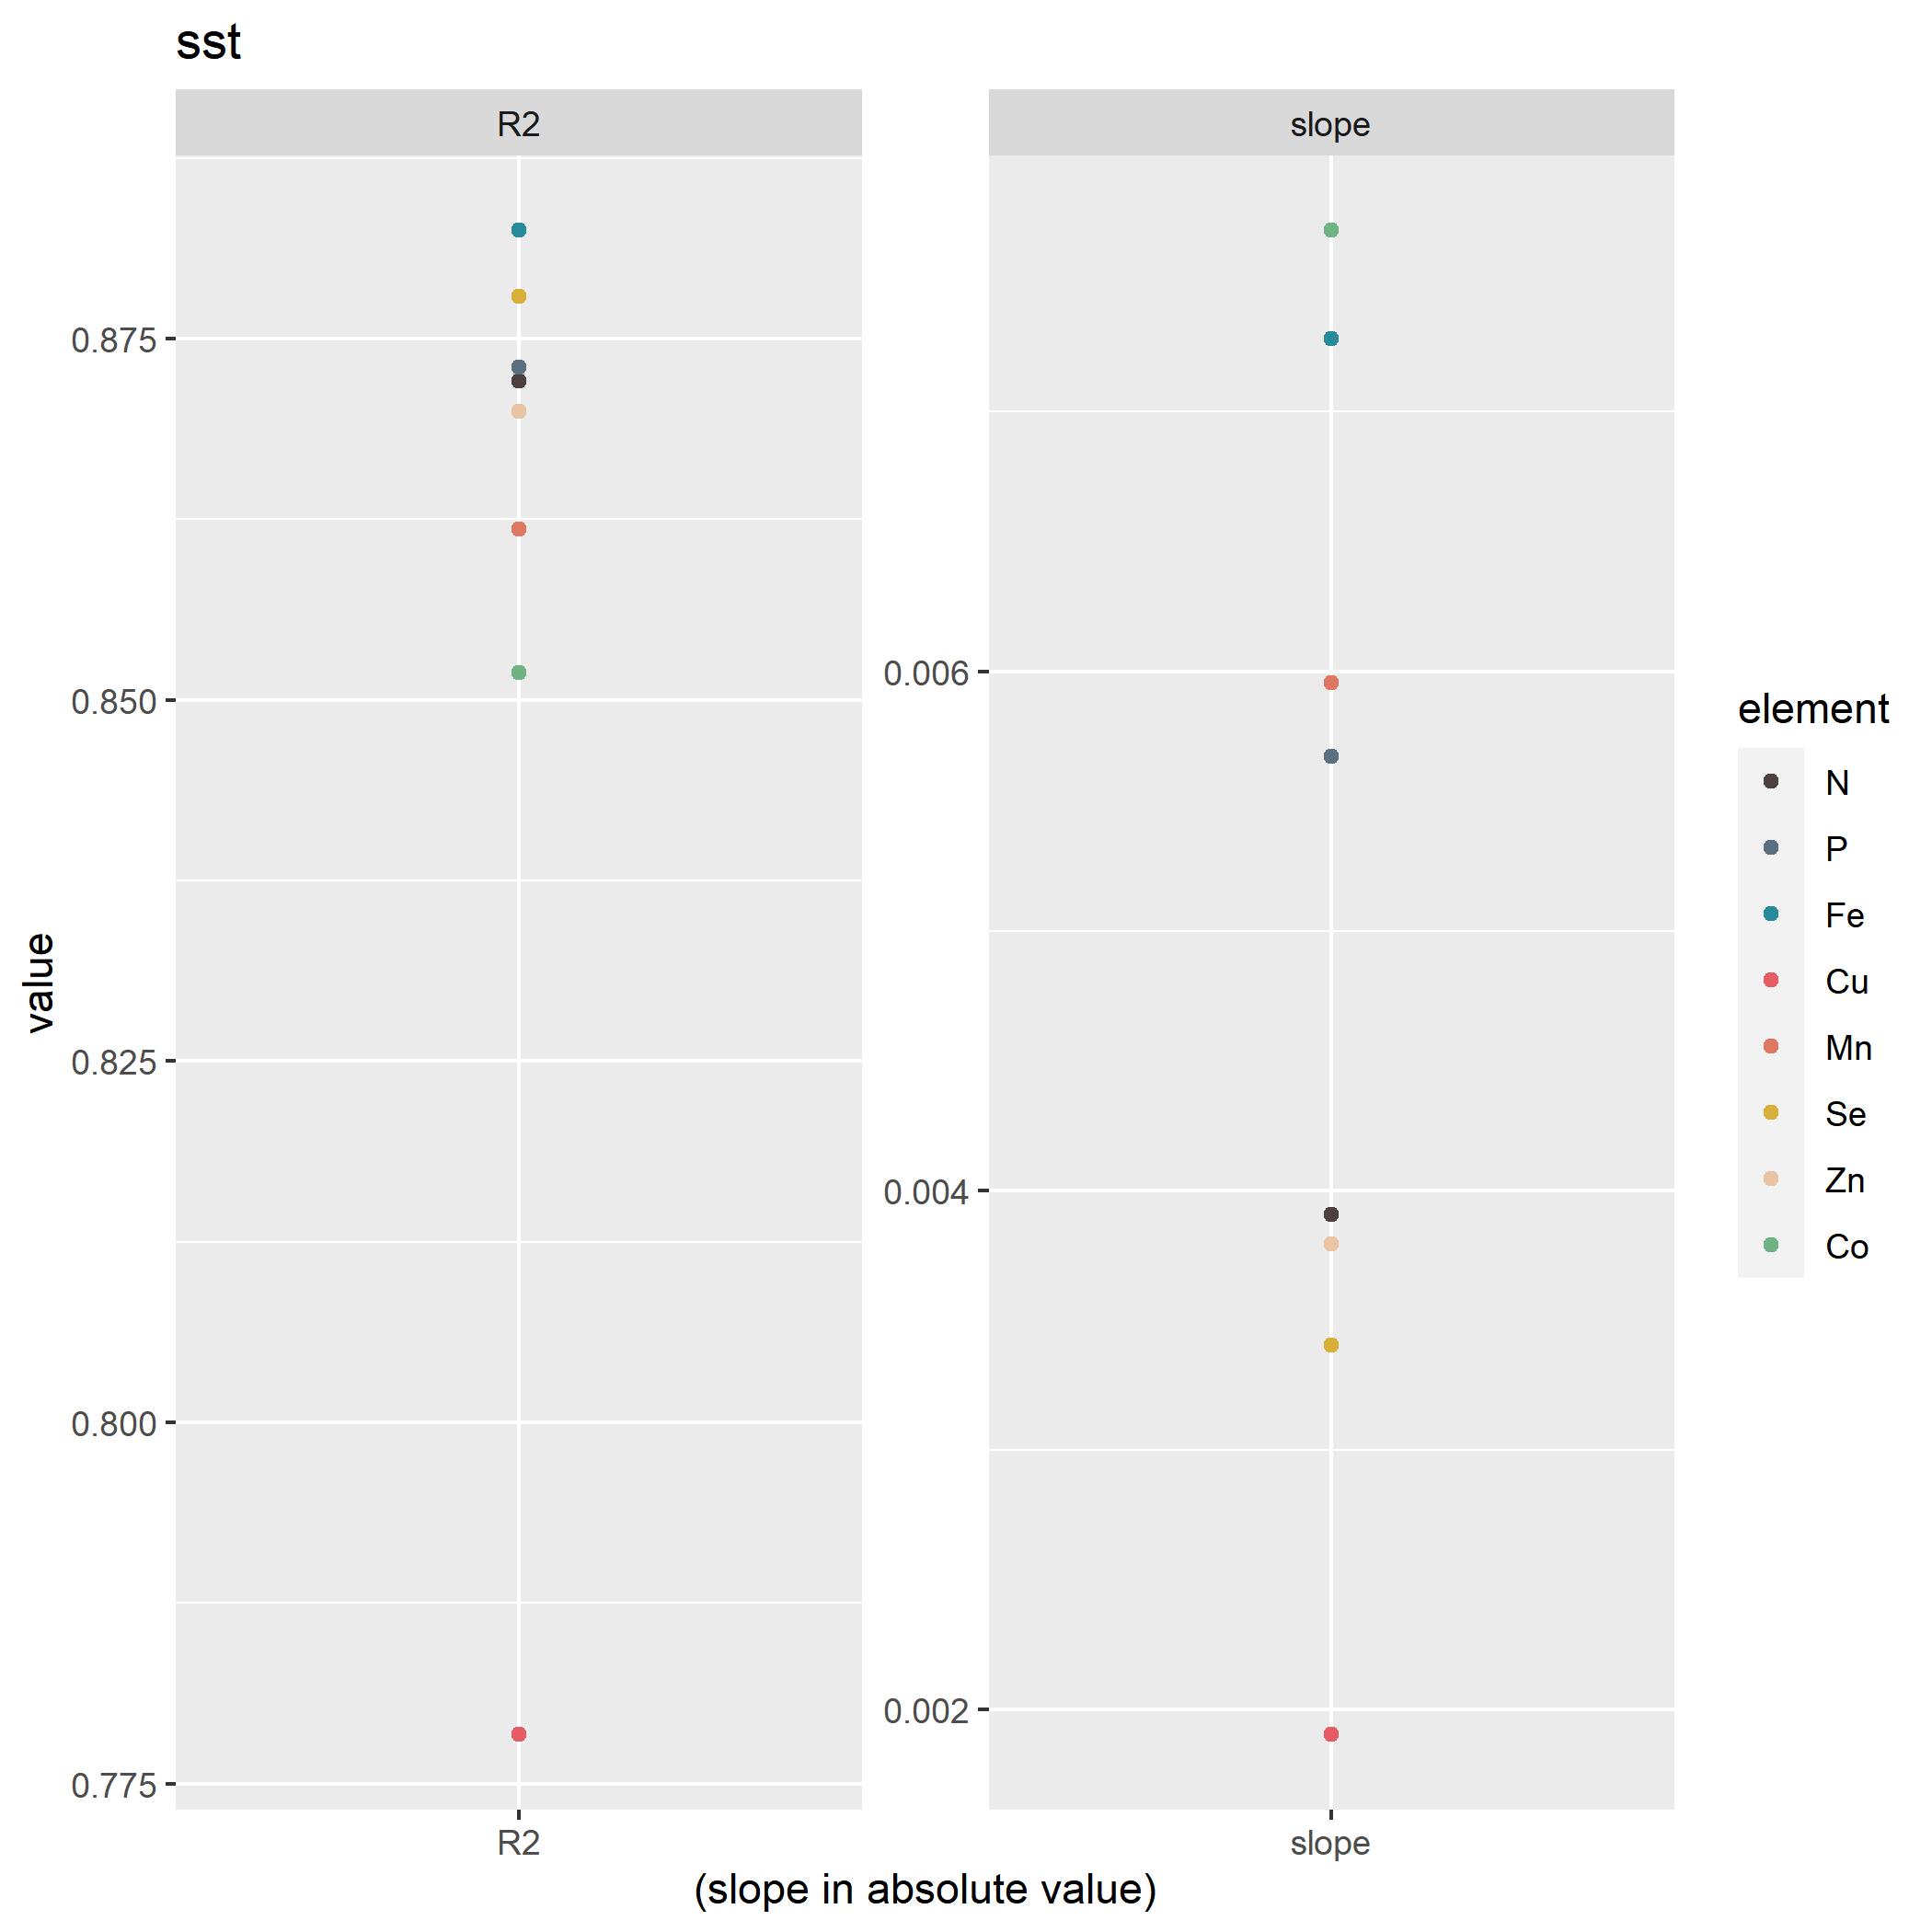 sst
R2
slope
0.875
0.850
0.825
0.800
0.775
value
0.006
0.004
0.002
R2
slope
(slope in absolute value)
element
N
P
Fe
Cu
Mn
Se
Zn
Co